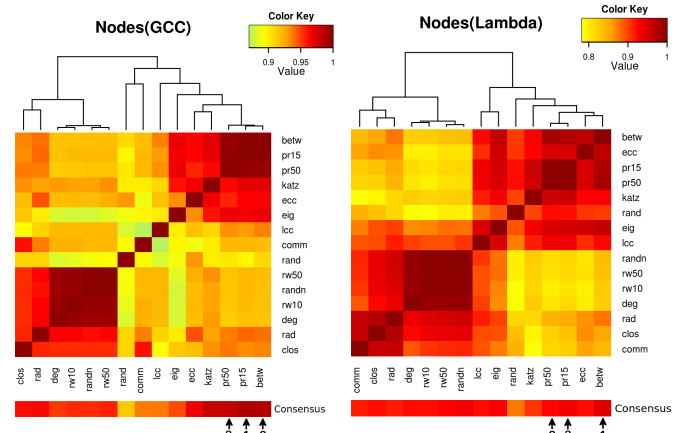 Nodes(GCC)
Color Key
0.9 0.95 1
Value
betw
pr15
pr50
katz
ecc
eig
lcc
comm
rand
rw50
randn
rw10
deg
rad
clos
clos rad deg rw10 randn rw50 rand comm lcc eig ecc katz pr50 pr15 betw
Consensus
Nodes(Lambda)
Color Key
0.8 0.9 1
Value
betw
ecc
pr15
pr50
katz
rand
eig
lcc
randn
rw50
rw10
deg
rad
clos
comm
comm clos rad deg rw10 rw50 randn lcc eig rand katz pr50 pr15 ecc betw
Consensus